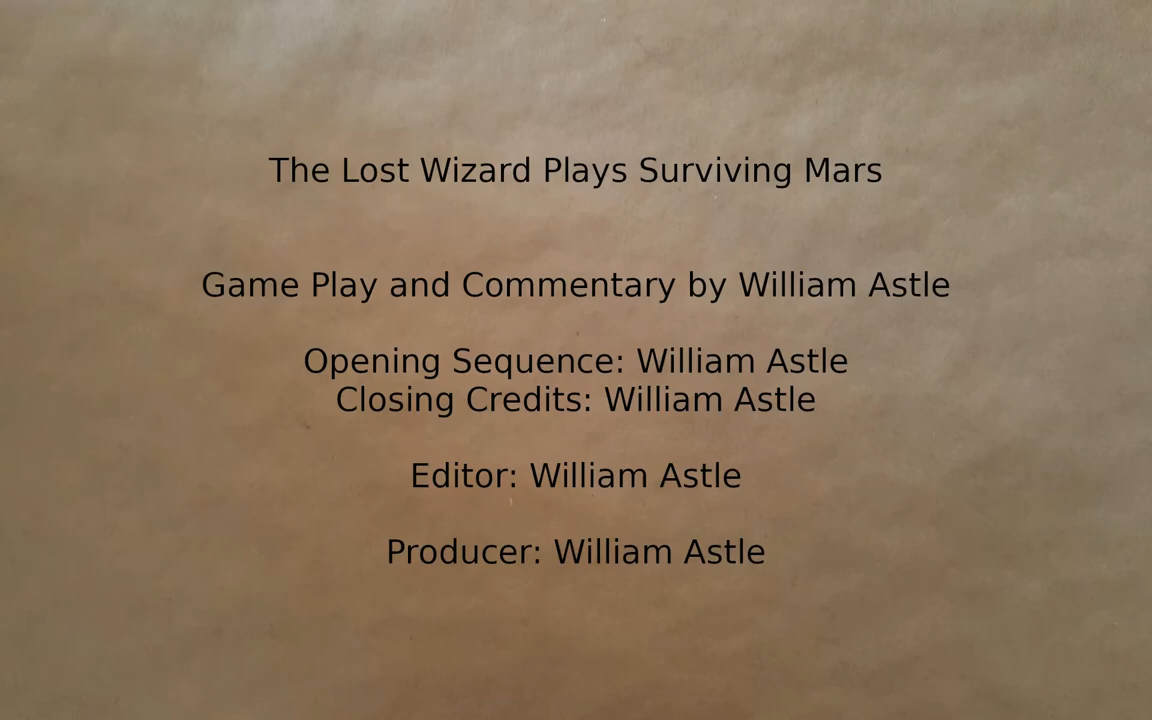 The Lost Wizard Plays Surviving Mars
Game Play and Commentary by William Astle
Opening Sequence: William Astle
Closing Credits: William Astle
Editor: William Astle
Producer: William Astle